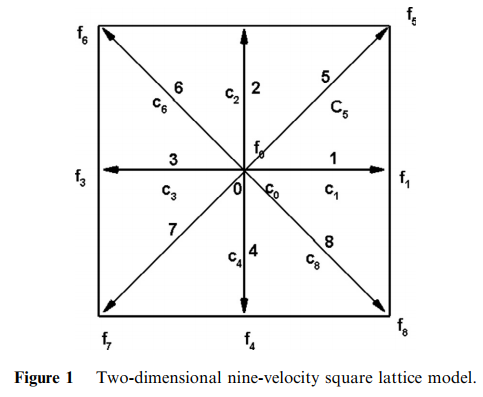 f₆ f₅
6 2 5
c₆ c₂ C₅
f₀
f₃ 3 1 f₁
c₃ 0 c₀ c₁
7 c₄ 4 8
c₈
f₇ f₄ f₈
Figure 1 Two-dimensional nine-velocity square lattice model.